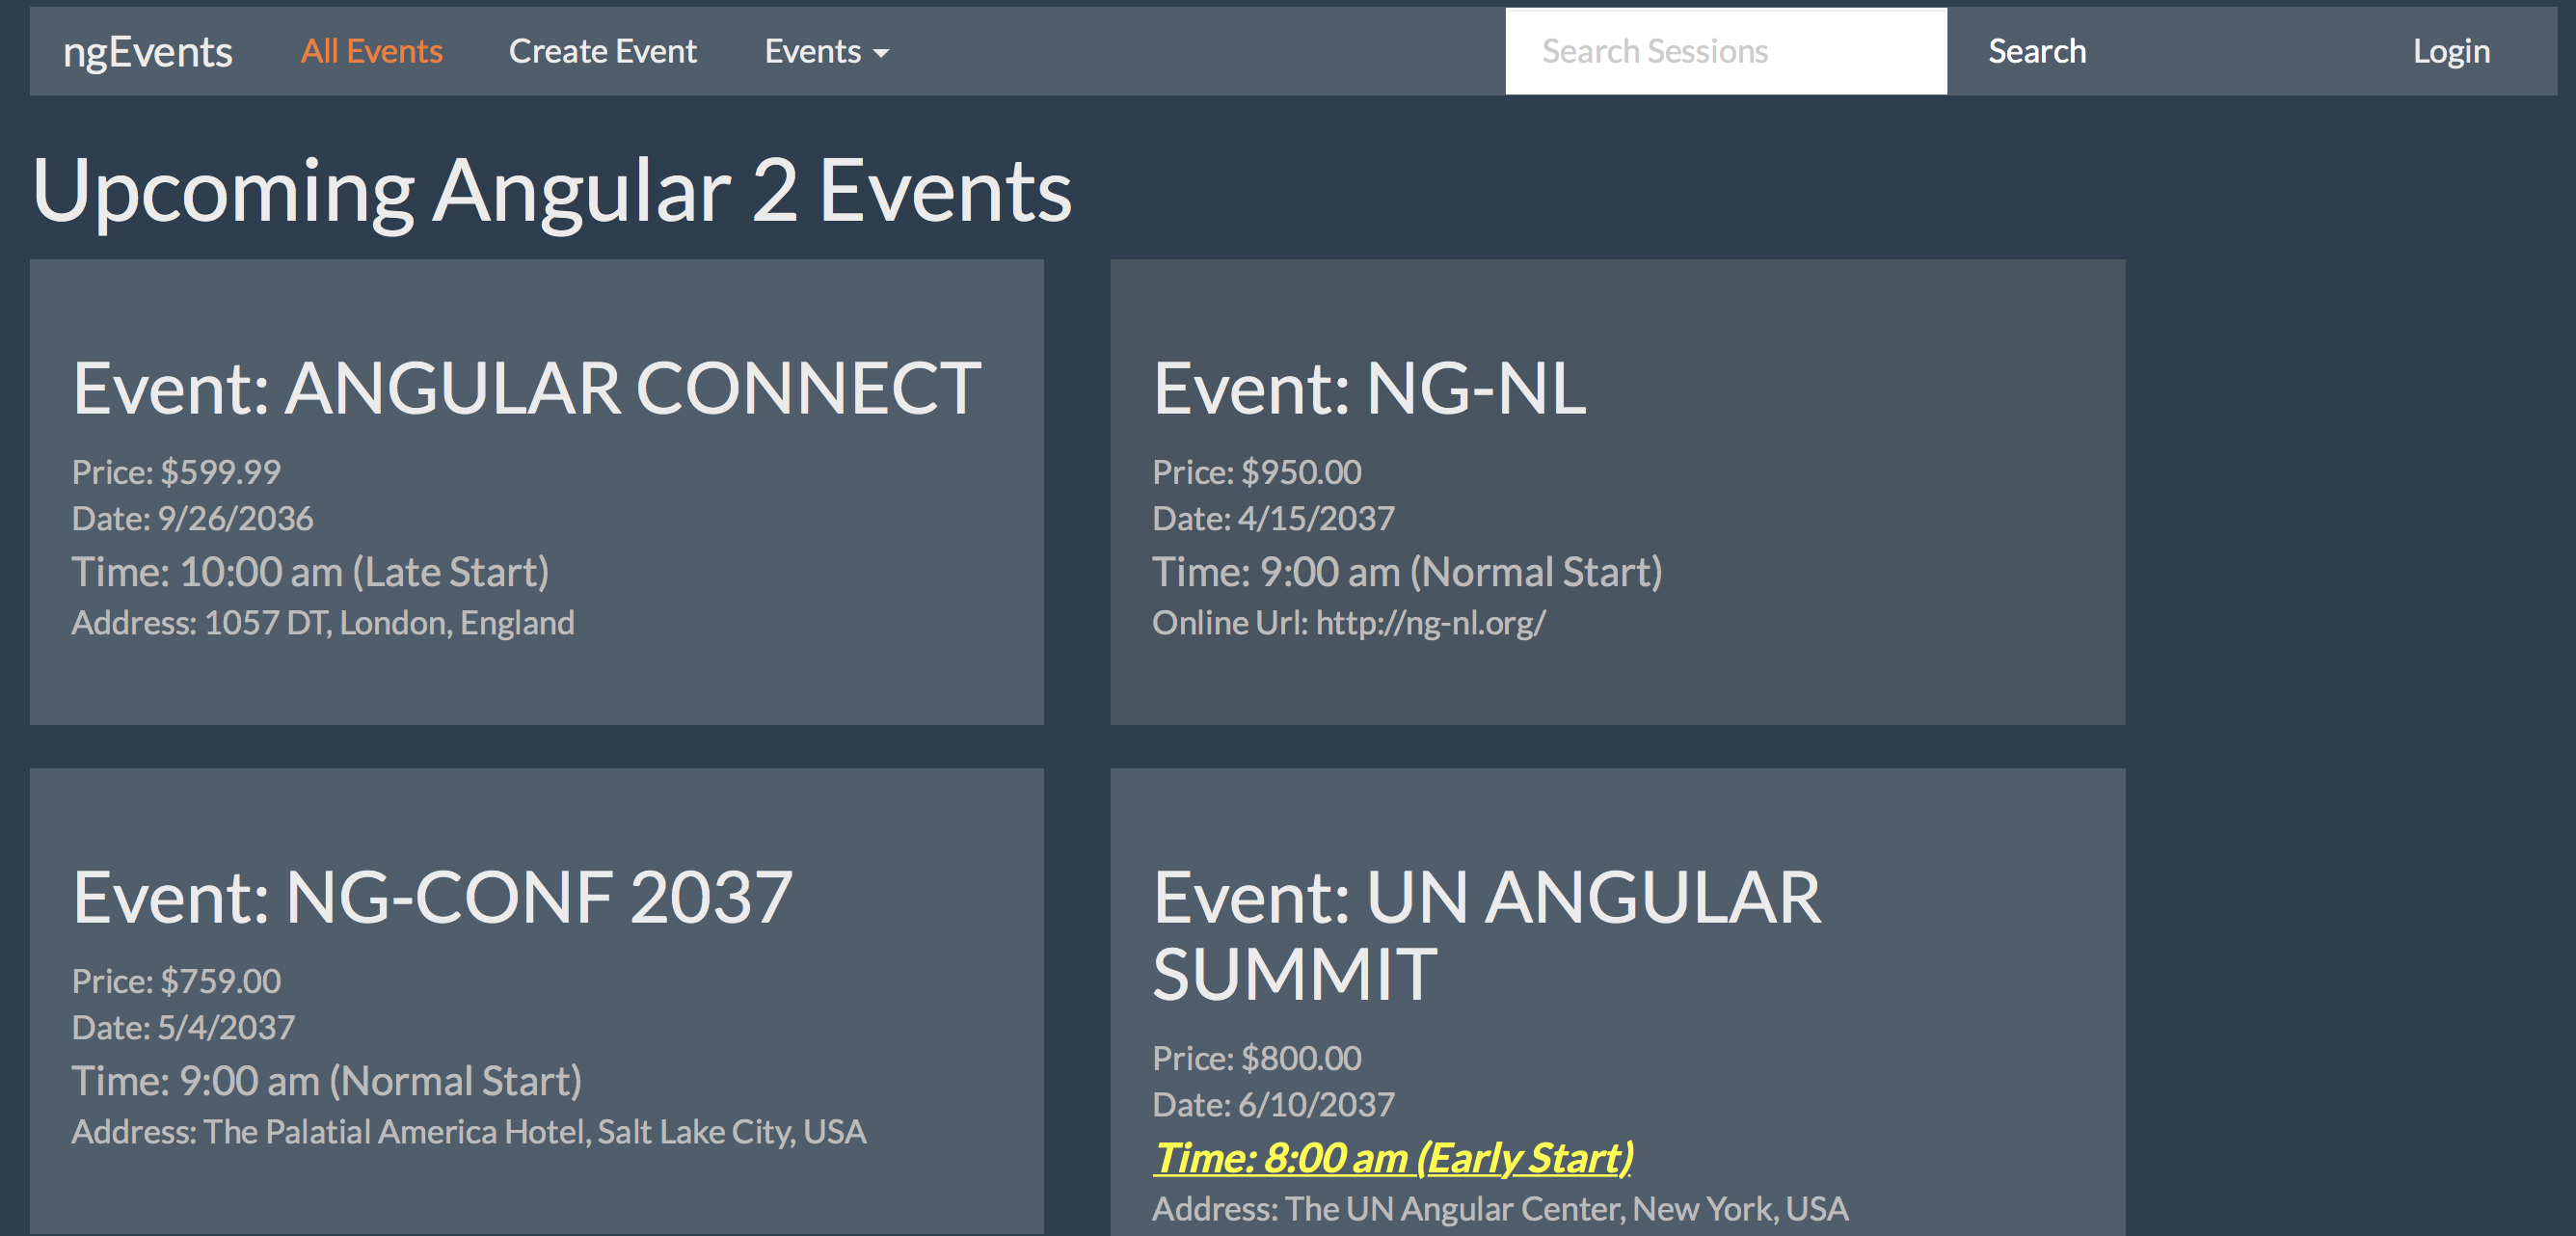 ngEvents All Events Create Event Events Search Sessions Search Login
Upcoming Angular 2 Events
Event: ANGULAR CONNECT
Price: $599.99
Date: 9/26/2036
Time: 10:00 am (Late Start)
Address: 1057 DT, London, England
Event: NG-NL
Price: $950.00
Date: 4/15/2037
Time: 9:00 am (Normal Start)
Online Url: http://ng-nl.org/
Event: NG-CONF 2037
Price: $759.00
Date: 5/4/2037
Time: 9:00 am (Normal Start)
Address: The Palatial America Hotel, Salt Lake City, USA
Event: UN ANGULAR
SUMMIT
Price: $800.00
Date: 6/10/2037
Time: 8:00 am (Early Start)
Address: The UN Angular Center, New York, USA